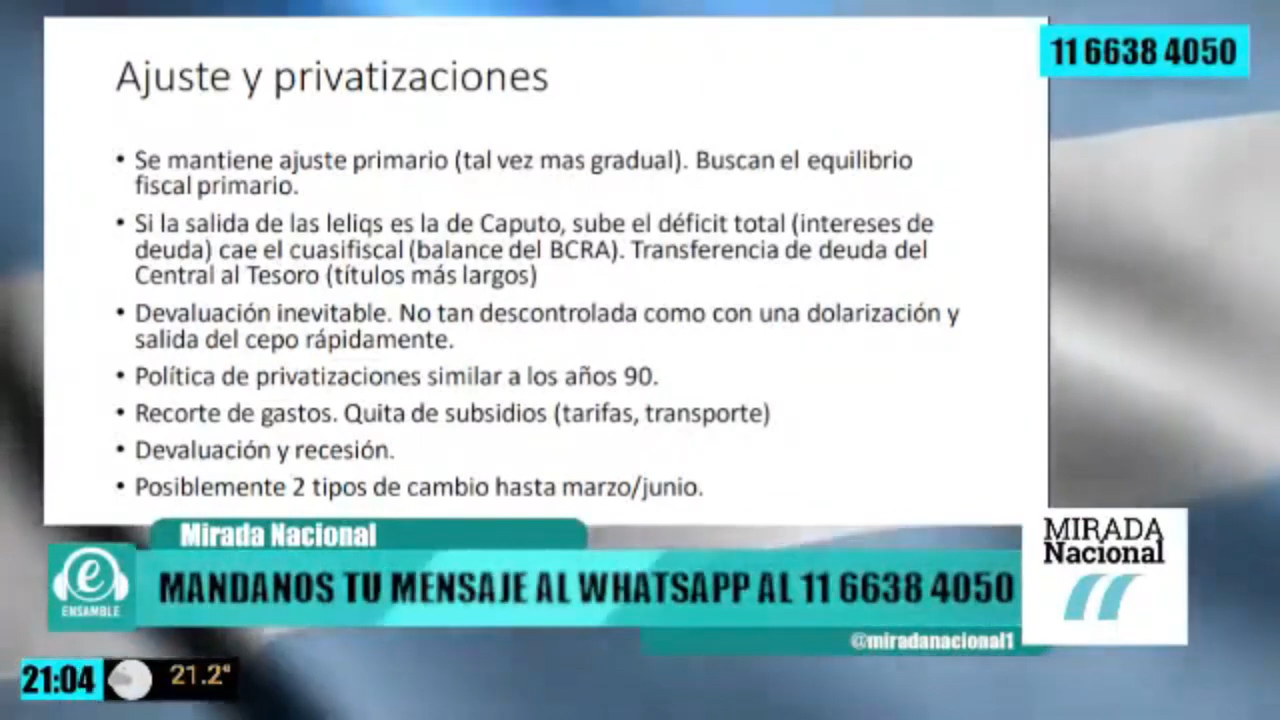 11 6638 4050
Ajuste y privatizaciones
• Se mantiene ajuste primario (tal vez mas gradual). Buscan el equilibrio
fiscal primario.
• Si la salida de las leliqs es la de Caputo, sube el déficit total (intereses de
deuda) cae el cuasifiscal (balance del BCRA). Transferencia de deuda del
Central al Tesoro (títulos más largos)
• Devaluación inevitable. No tan descontrolada como con una dolarización y
salida del cepo rápidamente.
• Política de privatizaciones similar a los años 90.
• Recorte de gastos. Quita de subsidios (tarifas, transporte)
• Devaluación y recesión.
• Posiblemente 2 tipos de cambio hasta marzo/junio.
Mirada Nacional
MIRADA
Nacional
e
ENSAMBLE
MANDANOS TU MENSAJE AL WHATSAPP AL 11 6638 4050
@miradanacional1
21:04
21.2°